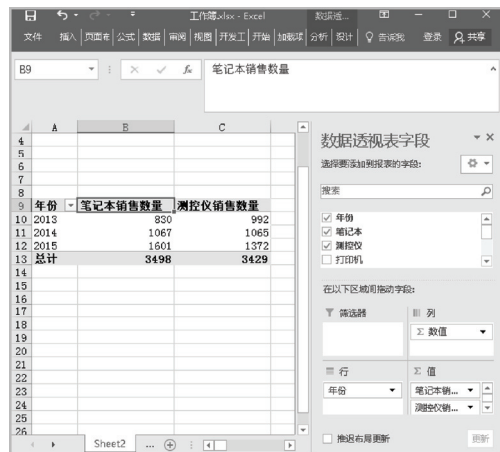 工作簿.xlsx - Excel 数据透...
文件 插入 页面布 公式 数据 审阅 视图 开发工 开始 加载项 分析 设计 告诉我 登录 共享
B9 fx 笔记本销售数量
A B C
4
5
6
7
8
9 年份 笔记本销售数量 测控仪销售数量
10 2013 830 992
11 2014 1067 1065
12 2015 1601 1372
13 总计 3498 3429
14
15
16
17
18
19
20
21
22
23
24
25
26
Sheet2 ...
数据透视表字段
选择要添加到报表的字段:
搜索
年份
笔记本
测控仪
打印机
在以下区域间拖动字段:
筛选器 列
Σ 数值
行 Σ 值
年份 笔记本销...
测控仪销...
推迟布局更新 更新